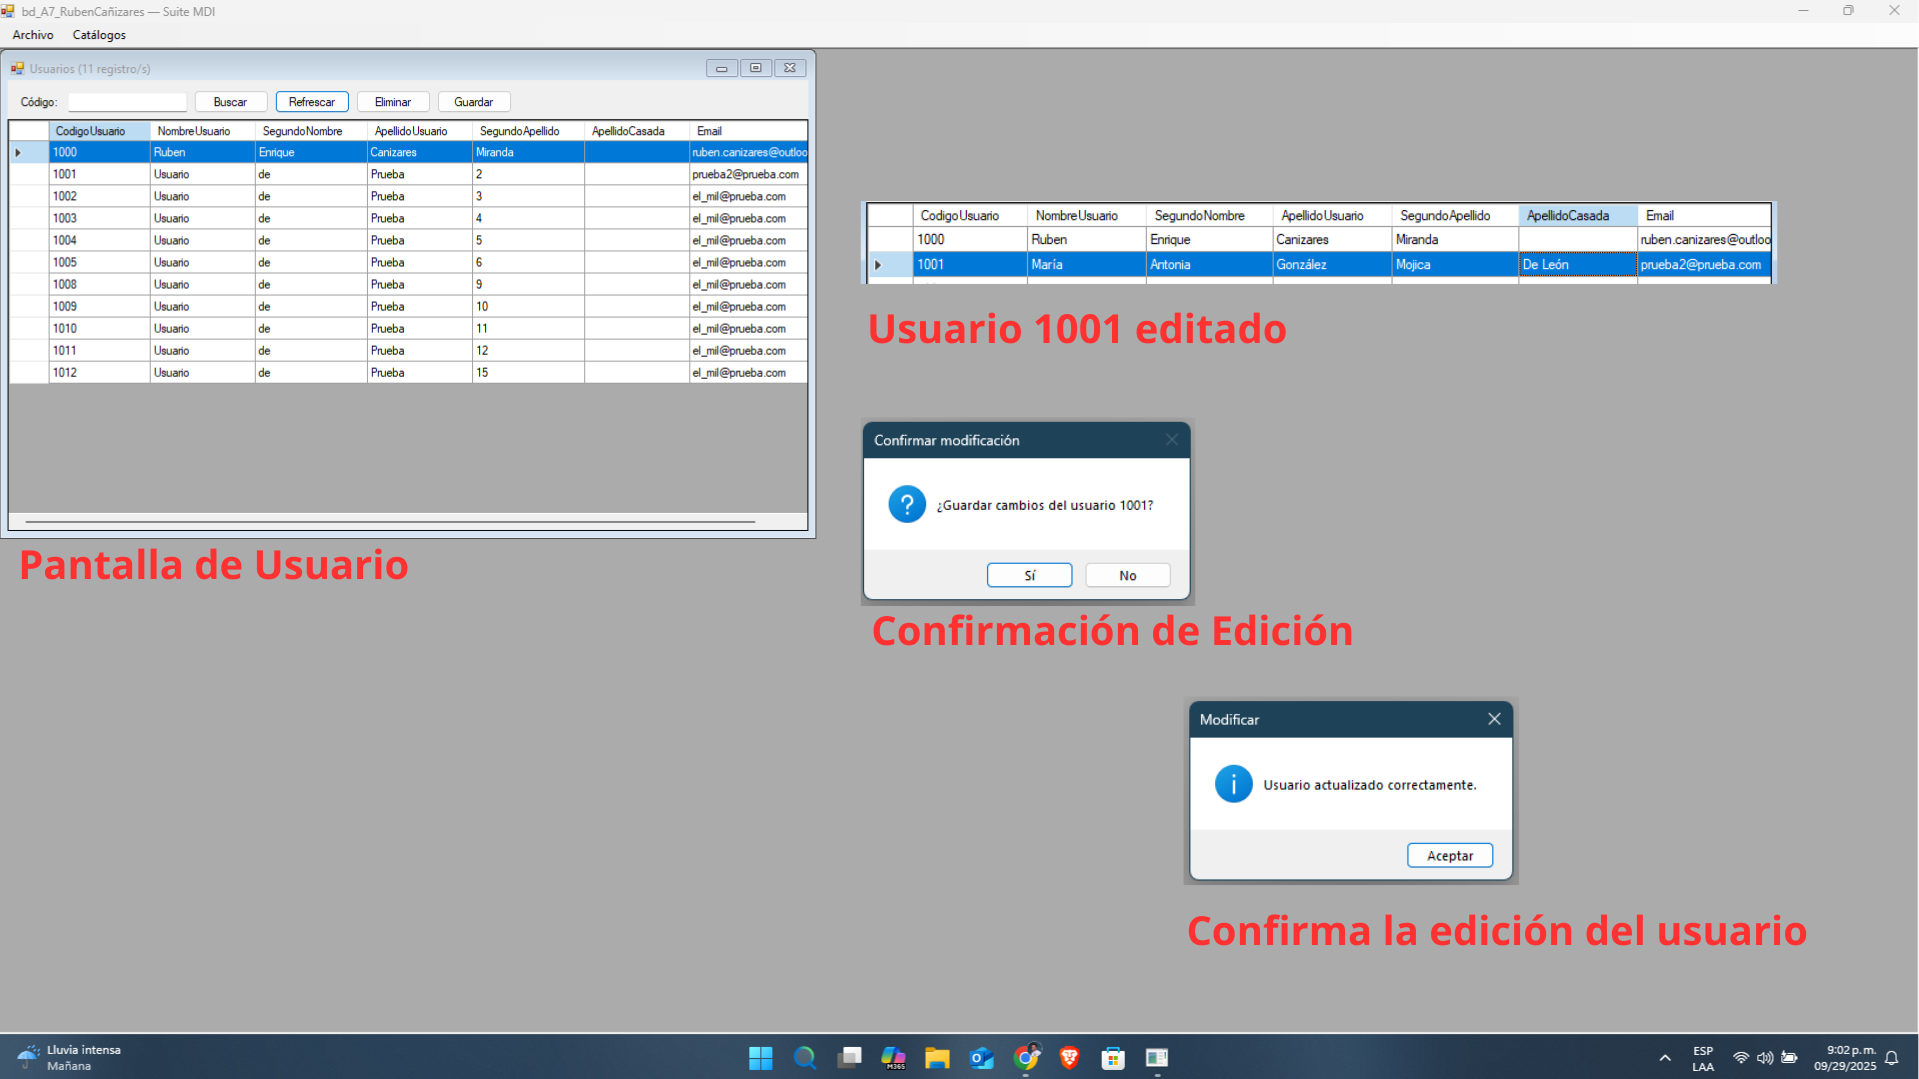 bd_A7_RubenCañizares — Suite MDI
Archivo Catálogos
Usuarios (11 registro/s)
Código: Buscar Refrescar Eliminar Guardar
CodigoUsuario NombreUsuario SegundoNombre ApellidoUsuario SegundoApellido ApellidoCasada Email
1000 Ruben Enrique Canizares Miranda ruben.canizares@outloo
1001 Usuario de Prueba 2 prueba2@prueba.com
1002 Usuario de Prueba 3 el_mil@prueba.com
1003 Usuario de Prueba 4 el_mil@prueba.com
1004 Usuario de Prueba 5 el_mil@prueba.com
1005 Usuario de Prueba 6 el_mil@prueba.com
1008 Usuario de Prueba 9 el_mil@prueba.com
1009 Usuario de Prueba 10 el_mil@prueba.com
1010 Usuario de Prueba 11 el_mil@prueba.com
1011 Usuario de Prueba 12 el_mil@prueba.com
1012 Usuario de Prueba 15 el_mil@prueba.com
Pantalla de Usuario
CodigoUsuario NombreUsuario SegundoNombre ApellidoUsuario SegundoApellido ApellidoCasada Email
1000 Ruben Enrique Canizares Miranda ruben.canizares@outloo
1001 María Antonia González Mojica De León prueba2@prueba.com
Usuario 1001 editado
Confirmar modificación
¿Guardar cambios del usuario 1001?
Sí No
Confirmación de Edición
Modificar
Usuario actualizado correctamente.
Aceptar
Confirma la edición del usuario
Lluvia intensa
Mañana
M365
ESP
LAA
9:02 p. m.
09/29/2025